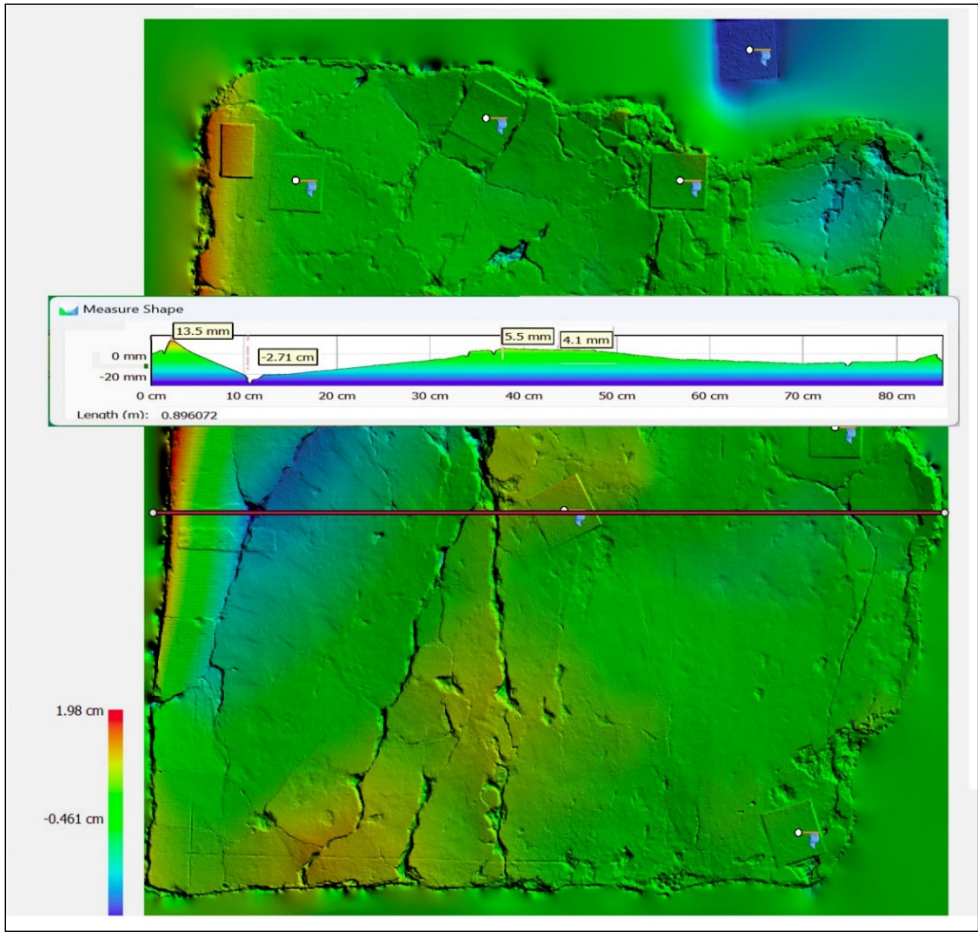 Measure Shape
13.5 mm
5.5 mm
4.1 mm
-2.71 cm
0 mm
-20 mm
0 cm 10 cm 20 cm 30 cm 40 cm 50 cm 60 cm 70 cm 80 cm
Length (m): 0.896072
1.98 cm
-0.461 cm